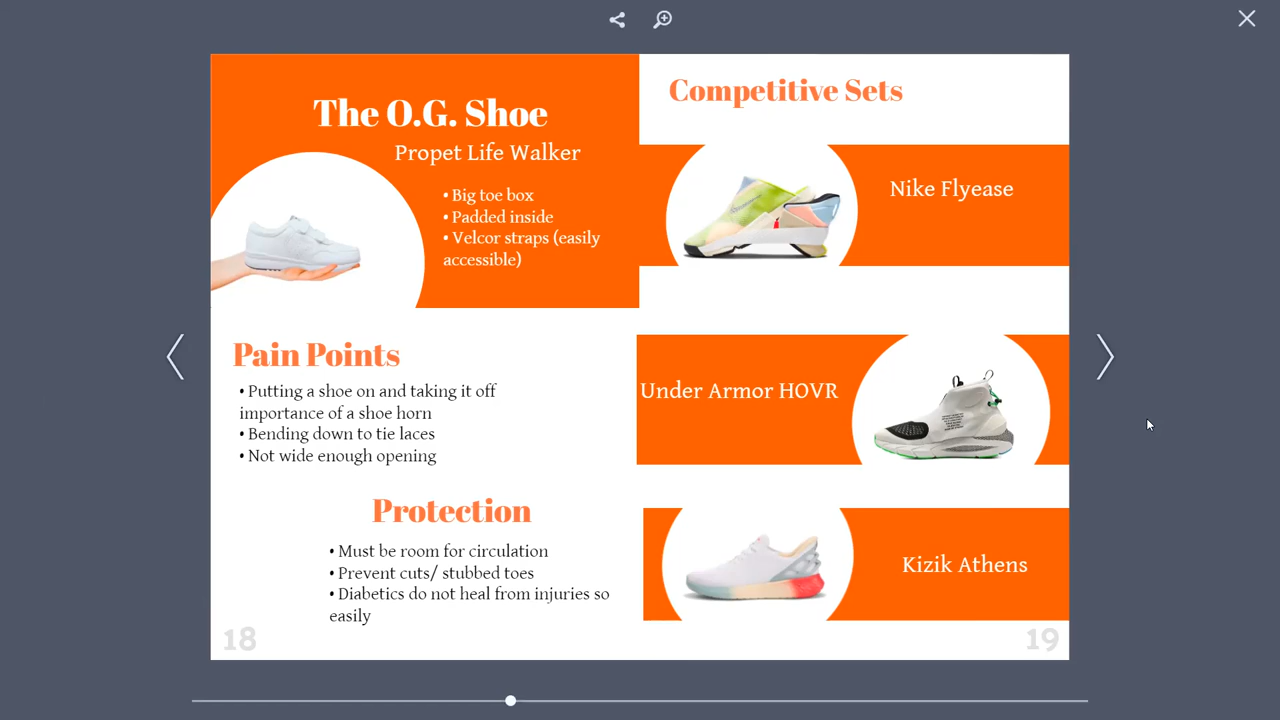 The O.G. Shoe
Propet Life Walker
• Big toe box
• Padded inside
• Velcor straps (easily
accessible)
Pain Points
• Putting a shoe on and taking it off
importance of a shoe horn
• Bending down to tie laces
• Not wide enough opening
Protection
• Must be room for circulation
• Prevent cuts/ stubbed toes
• Diabetics do not heal from injuries so
easily
18
Competitive Sets
Nike Flyease
Under Armor HOVR
Kizik Athens
19